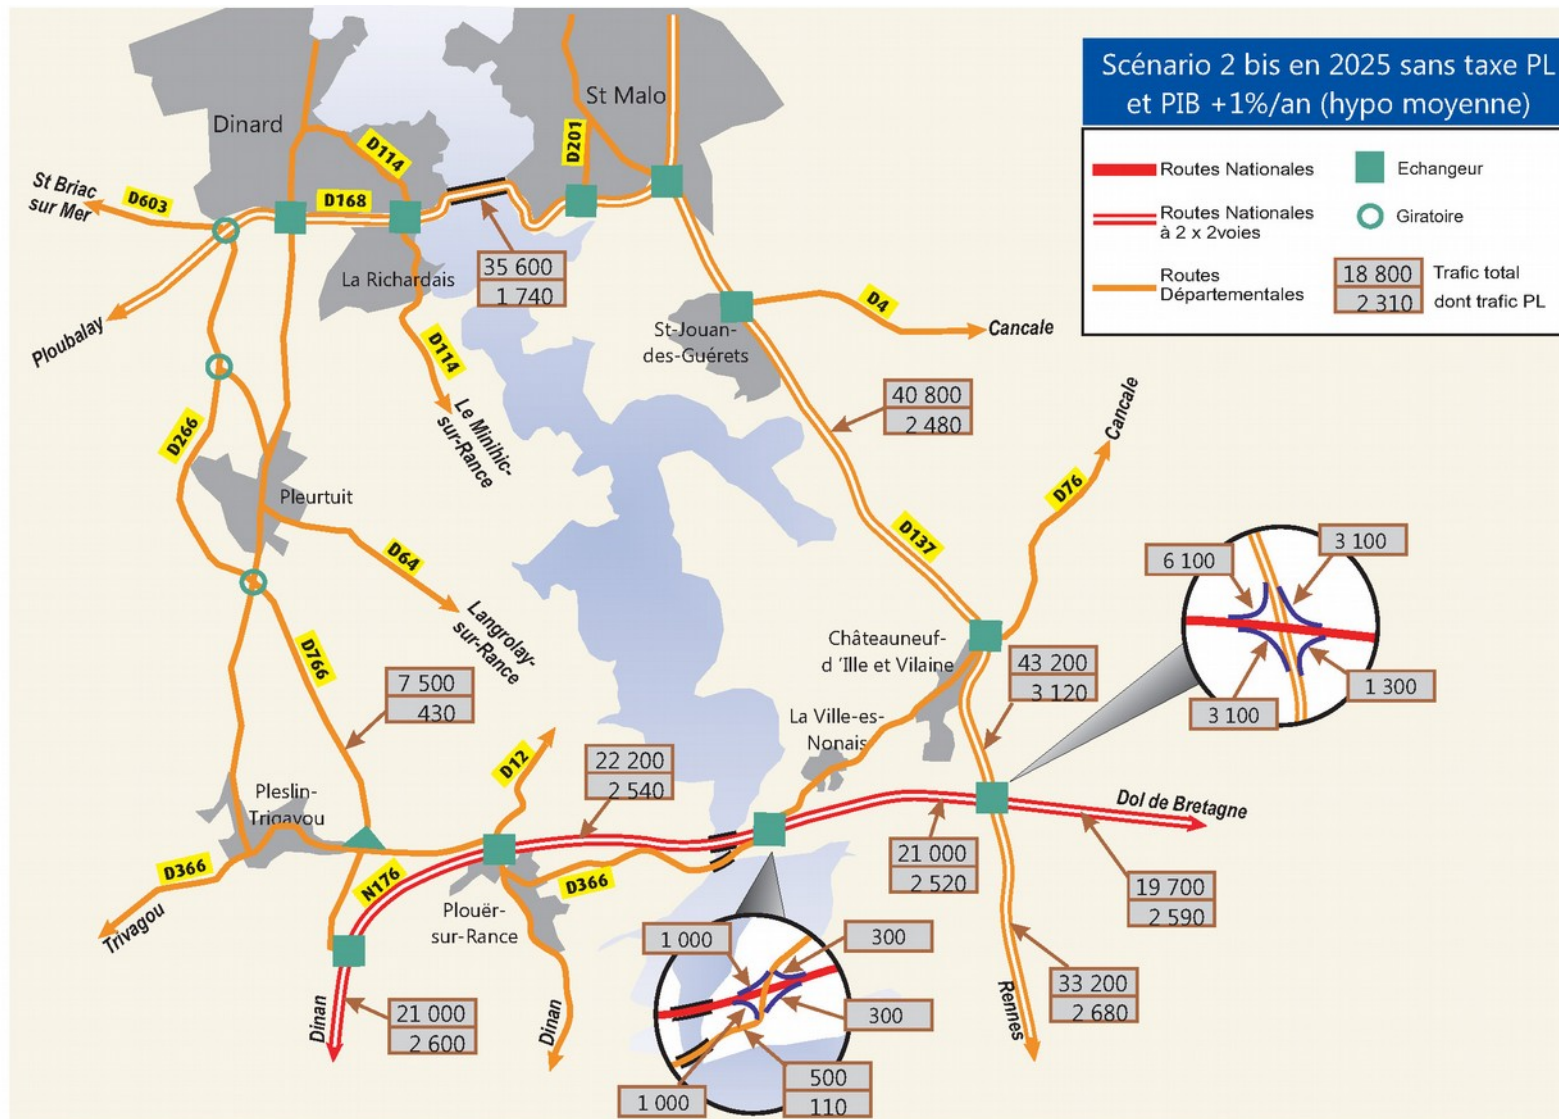 Scénario 2 bis en 2025 sans taxe PL
et PIB +1%/an (hypo moyenne)
Routes Nationales
Echangeur
Routes Nationales
à 2 x 2voies
Giratoire
Routes
Départementales
18 800
2 310
Trafic total
dont trafic PL
Dinard
St Malo
D114
D201
St Briac
sur Mer
D603
D168
La Richardais
35 600
1 740
Ploubalay
D114
Le Minihic-
sur-Rance
St-Jouan-
des-Guérets
D4
Cancale
40 800
2 480
D266
Pleurtuit
D64
Langrolay-
sur-Rance
D137
D76
Cancale
6 100
3 100
3 100
1 300
D766
7 500
430
Châteauneuf-
d 'Ille et Vilaine
43 200
3 120
La Ville-es-
Nonais
D12
22 200
2 540
Pleslin-
Trigavou
Dol de Bretagne
D366
Trivagou
N176
D366
Plouër-
sur-Rance
21 000
2 520
19 700
2 590
1 000
300
300
1 000
500
110
33 200
2 680
Rennes
Dinan
21 000
2 600
Dinan